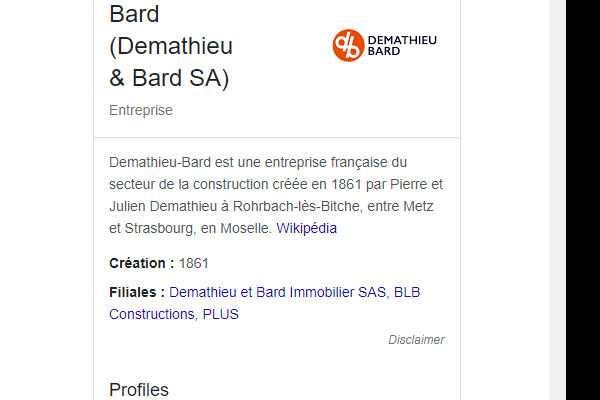 Bard
(Demathieu
& Bard SA)
DEMATHIEU
BARD
Entreprise
Demathieu-Bard est une entreprise française du
secteur de la construction créée en 1861 par Pierre et
Julien Demathieu à Rohrbach-lès-Bitche, entre Metz
et Strasbourg, en Moselle. Wikipédia
Création : 1861
Filiales : Demathieu et Bard Immobilier SAS, BLB
Constructions, PLUS
Disclaimer
Profiles